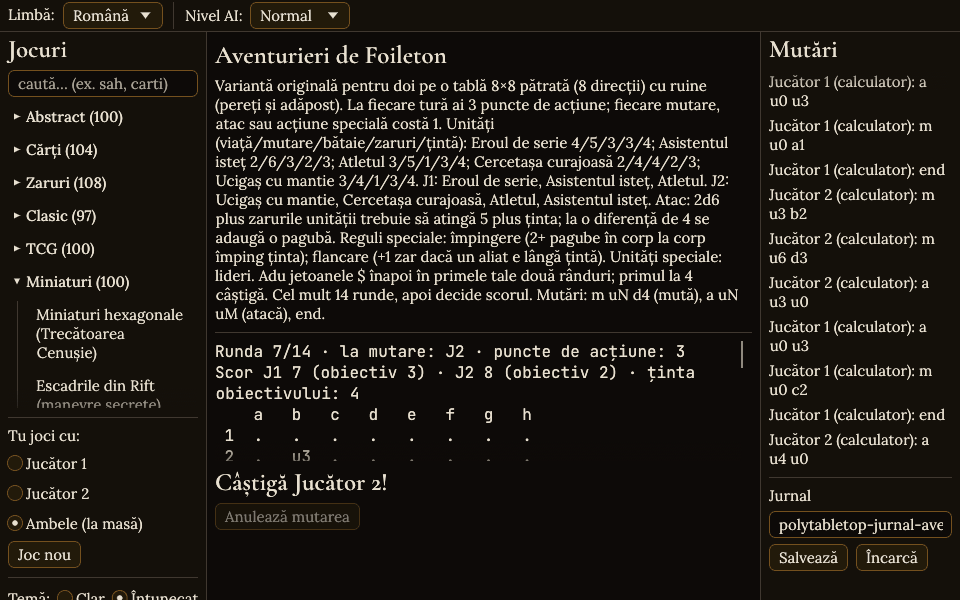 Limbă: Română ▼ Nivel AI: Normal ▼
Jocuri
caută... (ex. sah, carti)
▸ Abstract (100)
▸ Cărți (104)
▸ Zaruri (108)
▸ Clasic (97)
▸ TCG (100)
▾ Miniaturi (100)
Miniaturi hexagonale
(Trecătoarea
Cenușie)
Escadrile din Rift
(manevre secrete)
Tu joci cu:
Jucător 1
Jucător 2
Ambele (la masă)
Joc nou
Temă: Clar Întunecat
Aventurieri de Foileton
Variantă originală pentru doi pe o tablă 8×8 pătrată (8 direcții) cu ruine
(pereți și adăpost). La fiecare tură ai 3 puncte de acțiune; fiecare mutare,
atac sau acțiune specială costă 1. Unități
(viață/mutare/bătaie/zaruri/țintă): Eroul de serie 4/5/3/3/4; Asistentul
isteț 2/6/3/2/3; Atletul 3/5/1/3/4; Cercetașa curajoasă 2/4/4/2/3;
Ucigaș cu mantie 3/4/1/3/4. J1: Eroul de serie, Asistentul isteț, Atletul. J2:
Ucigaș cu mantie, Cercetașa curajoasă, Atletul, Asistentul isteț. Atac: 2d6
plus zarurile unității trebuie să atingă 5 plus ținta; la o diferență de 4 se
adaugă o pagubă. Reguli speciale: împingere (2+ pagube în corp la corp
împing ținta); flancare (+1 zar dacă un aliat e lângă țintă). Unități speciale:
lideri. Adu jetoanele $ înapoi în primele tale două rânduri; primul la 4
câștigă. Cel mult 14 runde, apoi decide scorul. Mutări: m uN d4 (mută), a uN
uM (atacă), end.
Runda 7/14 · la mutare: J2 · puncte de acțiune: 3
Scor J1 7 (obiectiv 3) · J2 8 (obiectiv 2) · ținta
obiectivului: 4
a b c d e f g h
1 . . . . . . . .
2 . u3 . . . . . .
Câștigă Jucător 2!
Anulează mutarea
Mutări
Jucător 1 (calculator): a
u0 u3
Jucător 1 (calculator): m
u0 a1
Jucător 1 (calculator): end
Jucător 2 (calculator): m
u3 b2
Jucător 2 (calculator): m
u6 d3
Jucător 2 (calculator): a
u3 u0
Jucător 1 (calculator): a
u0 u3
Jucător 1 (calculator): m
u0 c2
Jucător 1 (calculator): end
Jucător 2 (calculator): a
u4 u0
Jurnal
polytabletop-jurnal-ave
Salvează Încarcă